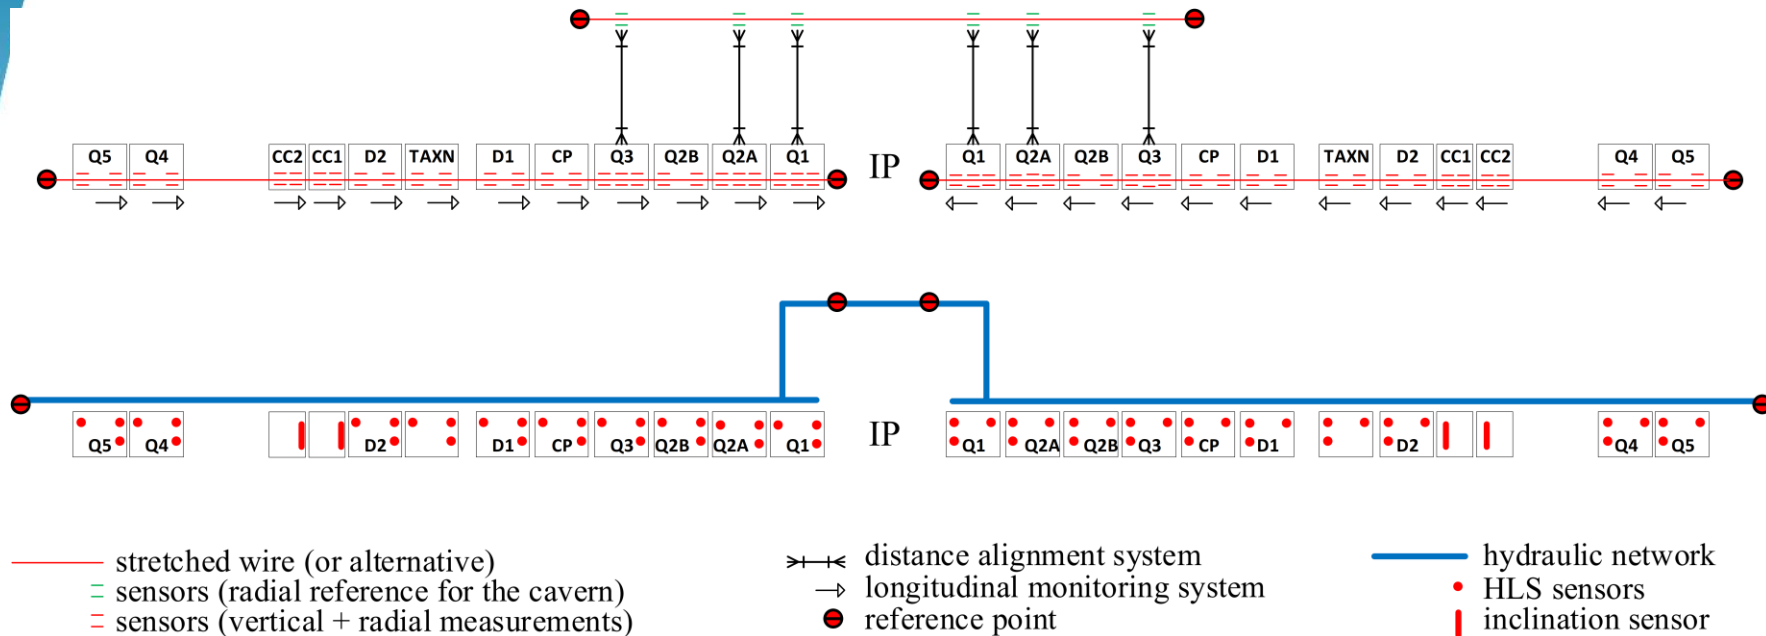 Q5 Q4 CC2 CC1 D2 TAXN D1 CP Q3 Q2B Q2A Q1 IP Q1 Q2A Q2B Q3 CP D1 TAXN D2 CC1 CC2 Q4 Q5
Q5 Q4 D2 D1 CP Q3 Q2B Q2A Q1 IP Q1 Q2A Q2B Q3 CP D1 D2 Q4 Q5
stretched wire (or alternative)
sensors (radial reference for the cavern)
sensors (vertical + radial measurements)
distance alignment system
longitudinal monitoring system
reference point
hydraulic network
HLS sensors
inclination sensor